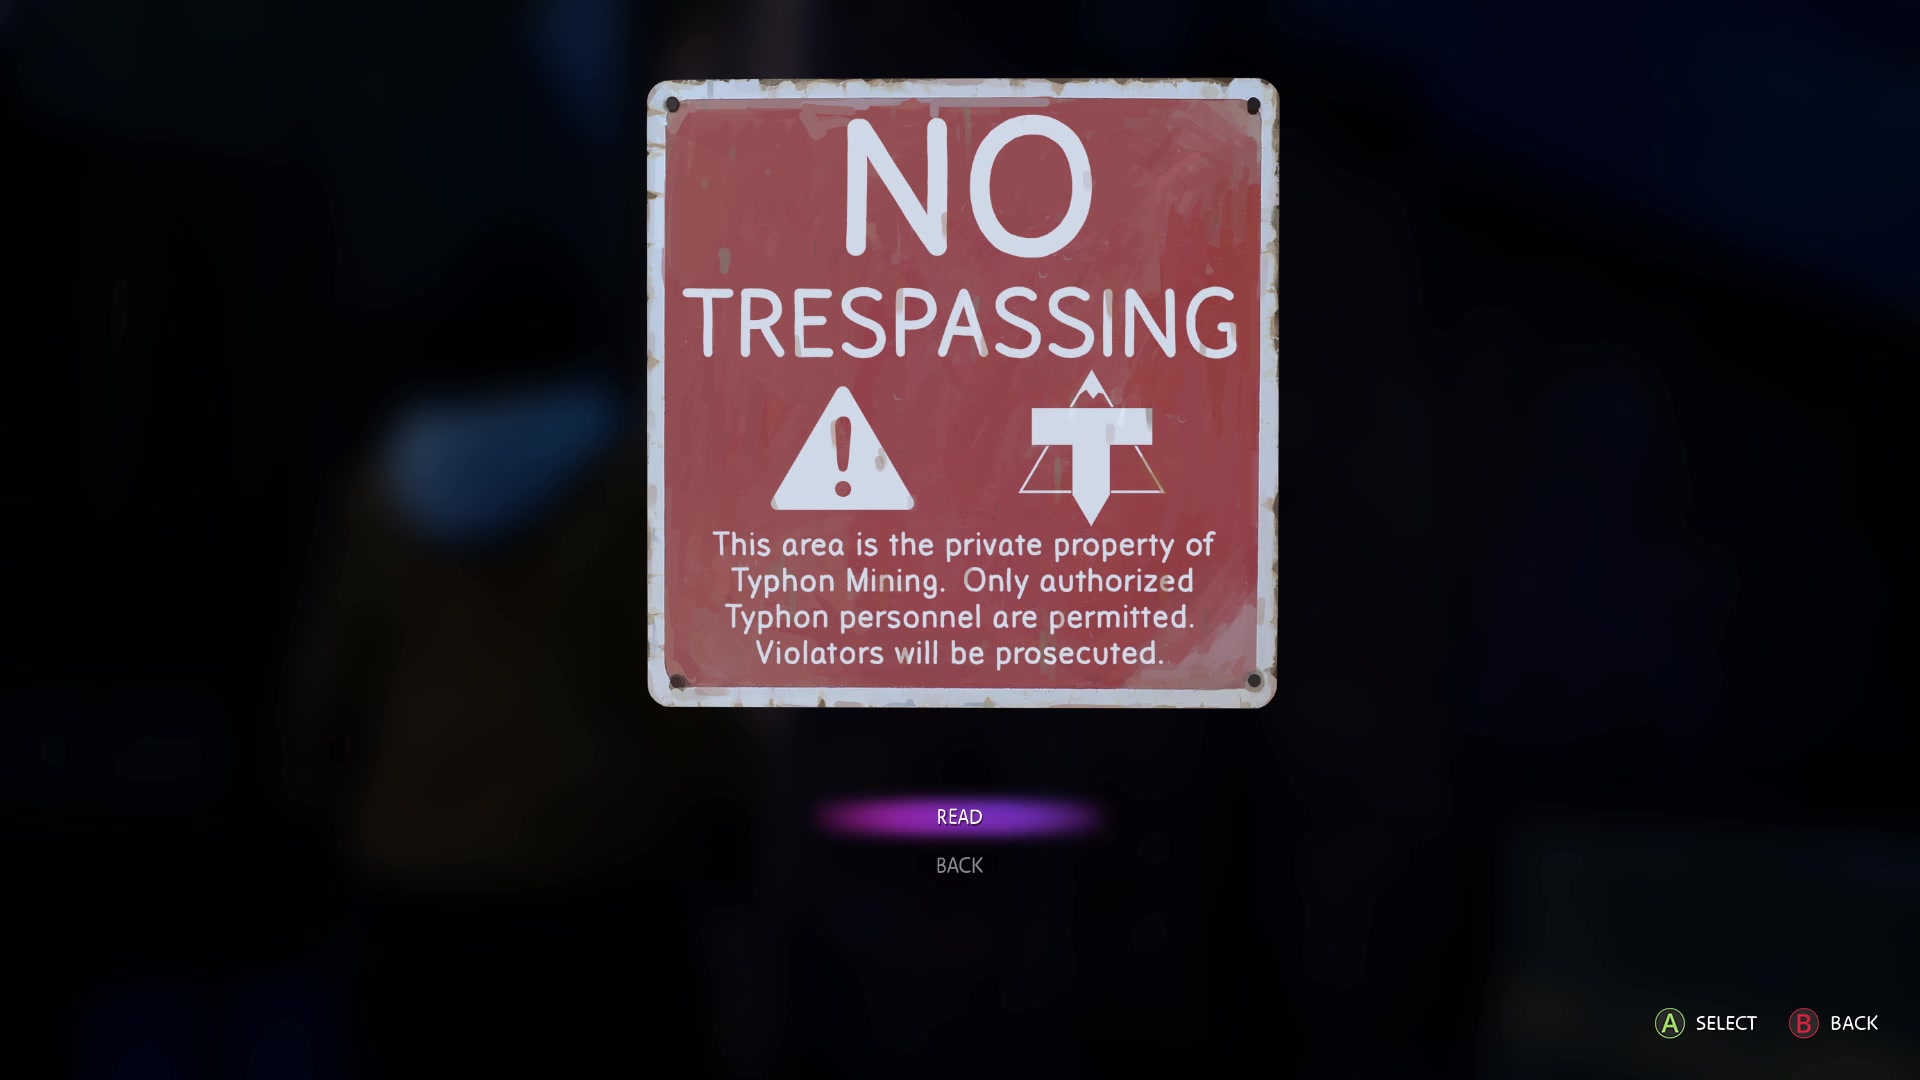 NO
TRESPASSING
This area is the private property of
Typhon Mining. Only authorized
Typhon personnel are permitted.
Violators will be prosecuted.
READ
BACK
A SELECT B BACK